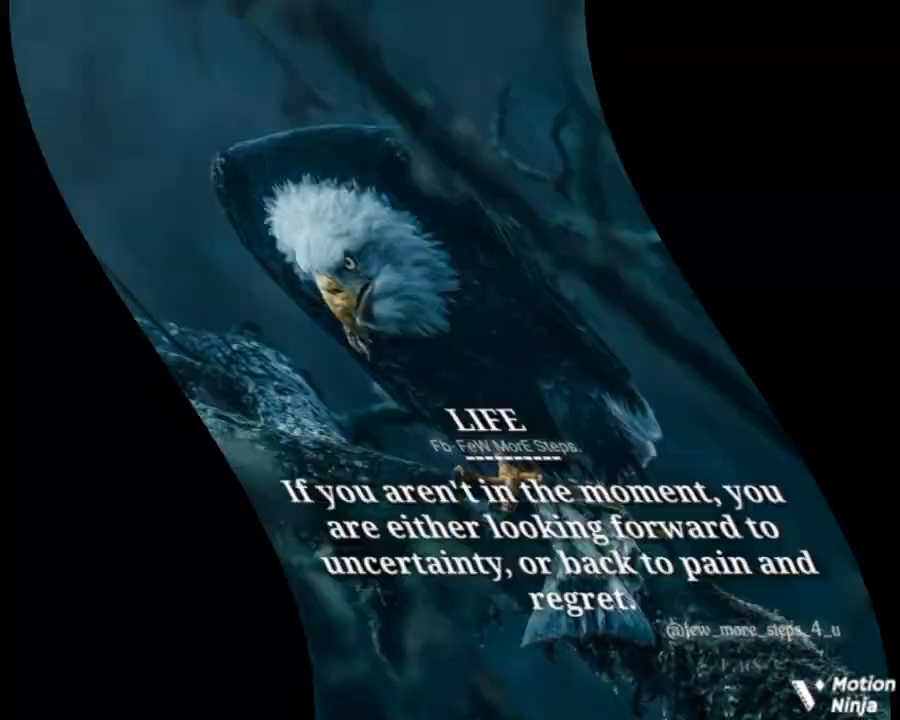 LIFE
Fb- FeW MorE Steps.
If you aren't in the moment, you
are either looking forward to
uncertainty, or back to pain and
regret.
@few_more_steps_4_u
Motion
Ninja